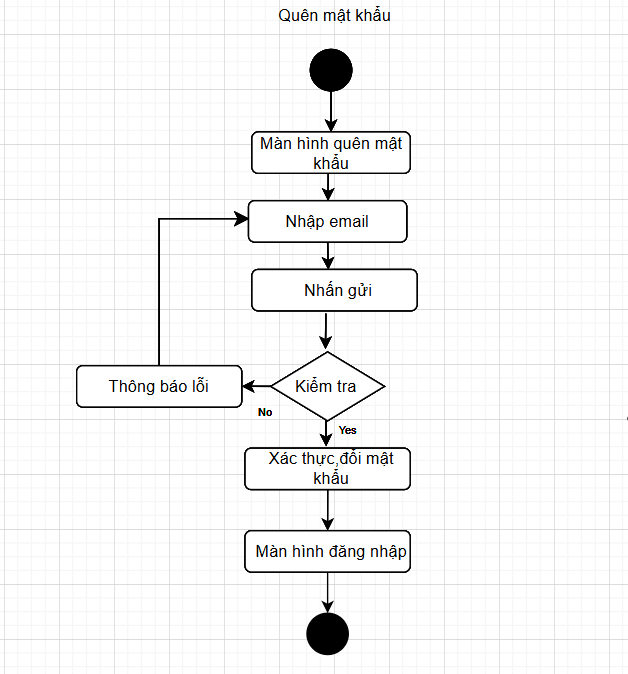 Quên mật khẩu
Màn hình quên mật
khẩu
Nhập email
Nhấn gửi
Kiểm tra
Thông báo lỗi
No
Yes
Xác thực,đổi mật
khẩu
Màn hình đăng nhập